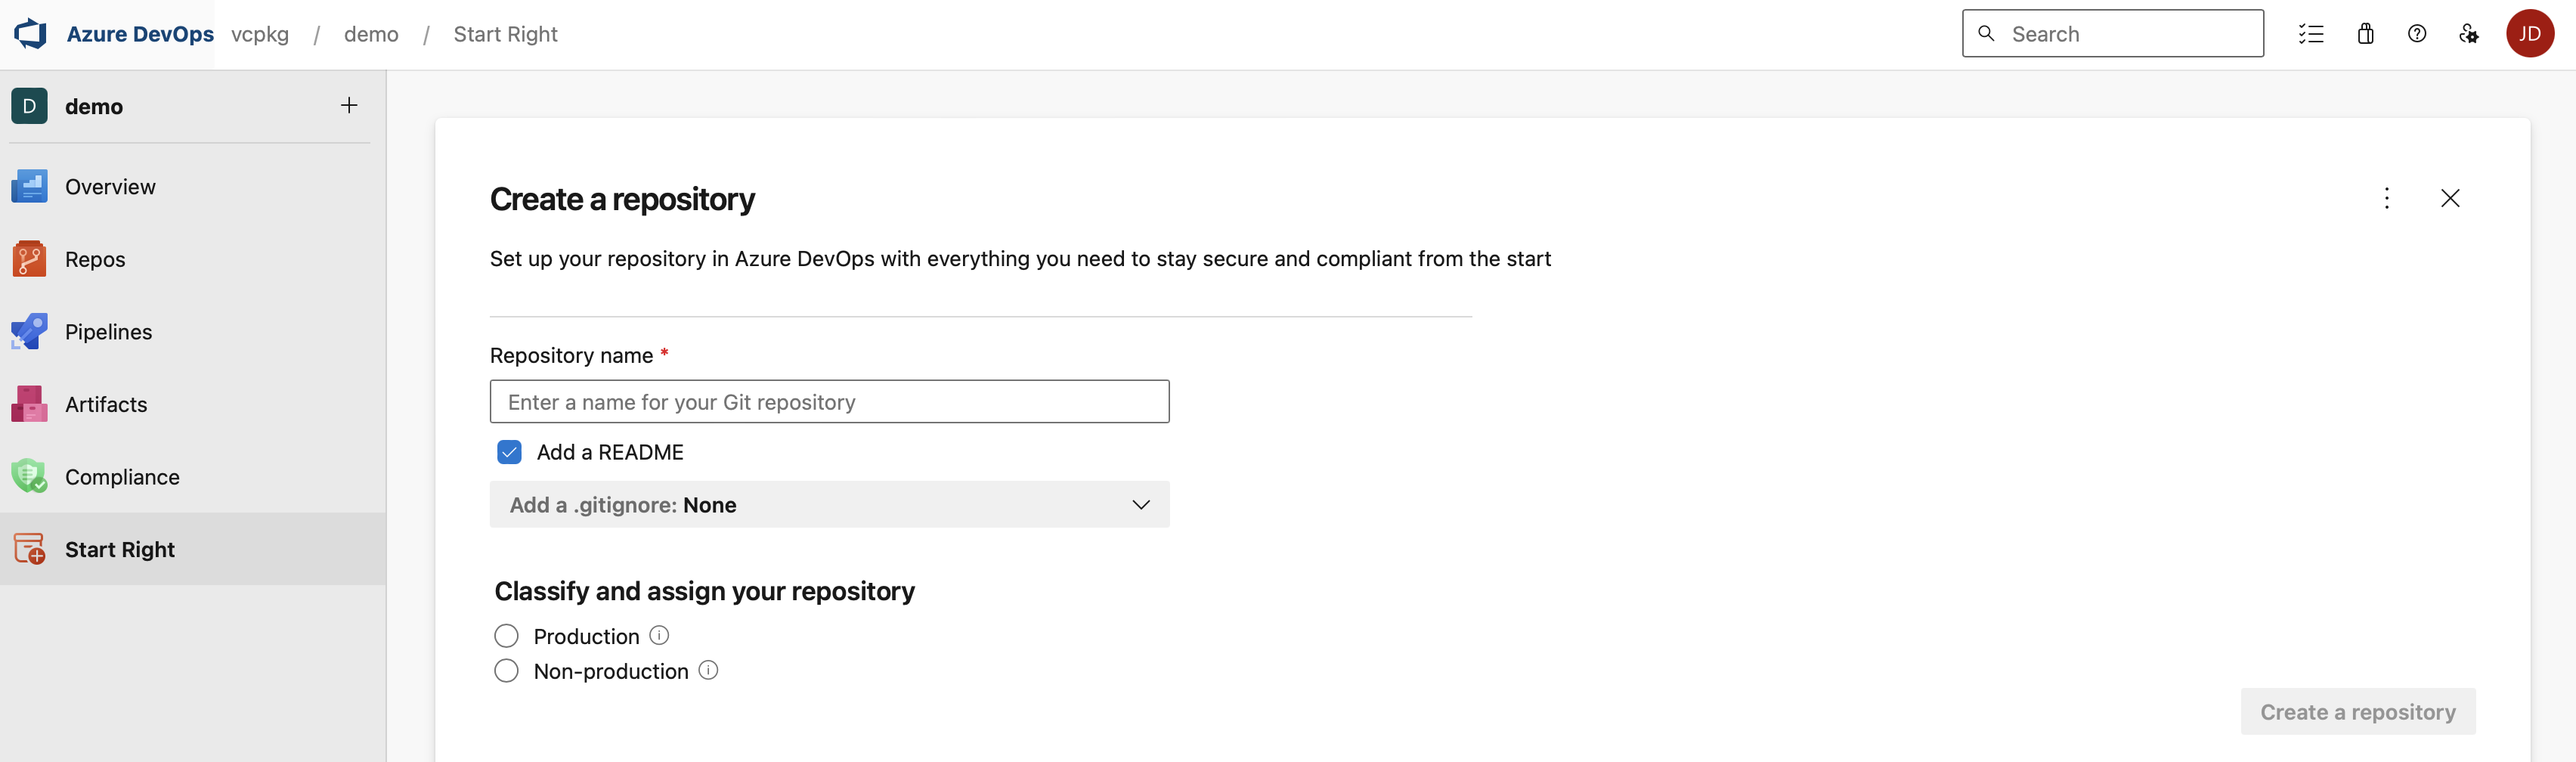 Azure DevOps vcpkg / demo / Start Right Search JD
D demo
Overview
Repos
Pipelines
Artifacts
Compliance
Start Right
Create a repository
Set up your repository in Azure DevOps with everything you need to stay secure and compliant from the start
Repository name *
Enter a name for your Git repository
Add a README
Add a .gitignore: None
Classify and assign your repository
Production
Non-production
Create a repository